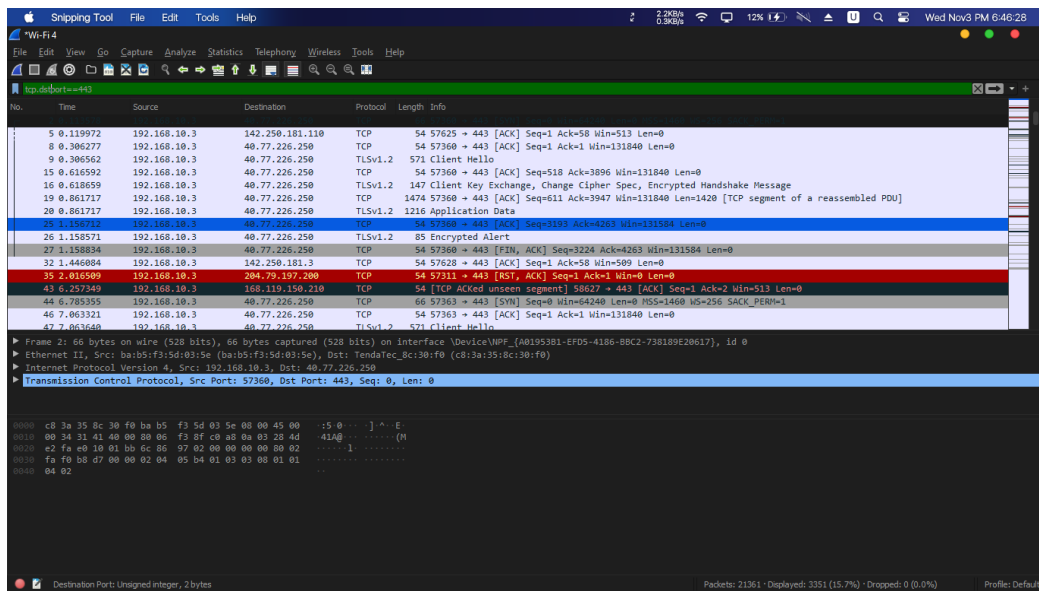 Snipping Tool File Edit Tools Help 2.2KB/s 0.3KB/s 12% U Wed Nov3 PM 6:46:28
*Wi-Fi 4
File Edit View Go Capture Analyze Statistics Telephony Wireless Tools Help
tcp.dstport==443
No. Time Source Destination Protocol Length Info
5 0.119972 192.168.10.3 142.250.181.110 TCP 54 57625 → 443 [ACK] Seq=1 Ack=58 Win=513 Len=0
8 0.306277 192.168.10.3 40.77.226.250 TCP 54 57360 → 443 [ACK] Seq=1 Ack=1 Win=131840 Len=0
9 0.306562 192.168.10.3 40.77.226.250 TLSv1.2 571 Client Hello
15 0.616592 192.168.10.3 40.77.226.250 TCP 54 57360 → 443 [ACK] Seq=518 Ack=3896 Win=131840 Len=0
16 0.618659 192.168.10.3 40.77.226.250 TLSv1.2 147 Client Key Exchange, Change Cipher Spec, Encrypted Handshake Message
19 0.861717 192.168.10.3 40.77.226.250 TCP 1474 57360 → 443 [ACK] Seq=611 Ack=3947 Win=131840 Len=1420 [TCP segment of a reassembled PDU]
20 0.861717 192.168.10.3 40.77.226.250 TLSv1.2 1216 Application Data
25 1.156712 192.168.10.3 40.77.226.250 TCP 54 57360 → 443 [ACK] Seq=3193 Ack=4263 Win=131584 Len=0
26 1.158571 192.168.10.3 40.77.226.250 TLSv1.2 85 Encrypted Alert
27 1.158834 192.168.10.3 40.77.226.250 TCP 54 57360 → 443 [FIN, ACK] Seq=3224 Ack=4263 Win=131584 Len=0
32 1.446084 192.168.10.3 142.250.181.3 TCP 54 57628 → 443 [ACK] Seq=1 Ack=58 Win=509 Len=0
35 2.016509 192.168.10.3 204.79.197.200 TCP 54 57311 → 443 [RST, ACK] Seq=1 Ack=1 Win=0 Len=0
43 6.257349 192.168.10.3 168.119.150.210 TCP 54 [TCP ACKed unseen segment] 58627 → 443 [ACK] Seq=1 Ack=2 Win=513 Len=0
44 6.785355 192.168.10.3 40.77.226.250 TCP 66 57363 → 443 [SYN] Seq=0 Win=64240 Len=0 MSS=1460 WS=256 SACK_PERM=1
46 7.063321 192.168.10.3 40.77.226.250 TCP 54 57363 → 443 [ACK] Seq=1 Ack=1 Win=131840 Len=0
47 7.063640 192.168.10.3 40.77.226.250 TLSv1.2 571 Client Hello
Frame 2: 66 bytes on wire (528 bits), 66 bytes captured (528 bits) on interface \Device\NPF_{A01953B1-EFD5-4186-BBC2-738189E20617}, id 0
Ethernet II, Src: ba:b5:f3:5d:03:5e (ba:b5:f3:5d:03:5e), Dst: TendaTec_8c:30:f0 (c8:3a:35:8c:30:f0)
Internet Protocol Version 4, Src: 192.168.10.3, Dst: 40.77.226.250
Transmission Control Protocol, Src Port: 57360, Dst Port: 443, Seq: 0, Len: 0
0000 c8 3a 35 8c 30 f0 ba b5 f3 5d 03 5e 08 00 45 00 ·:5·0··· ·]·^··E·
0010 00 34 31 41 40 00 80 06 f3 8f c0 a8 0a 03 28 4d ·41A@··· ······(M
0020 e2 fa e0 10 01 bb 6c 86 97 02 00 00 00 00 80 02 ······l· ········
0030 fa f0 b8 d7 00 00 02 04 05 b4 01 03 03 08 01 01 ········ ········
0040 04 02 ··
Destination Port: Unsigned integer, 2 bytes Packets: 21361 · Displayed: 3351 (15.7%) · Dropped: 0 (0.0%) Profile: Default